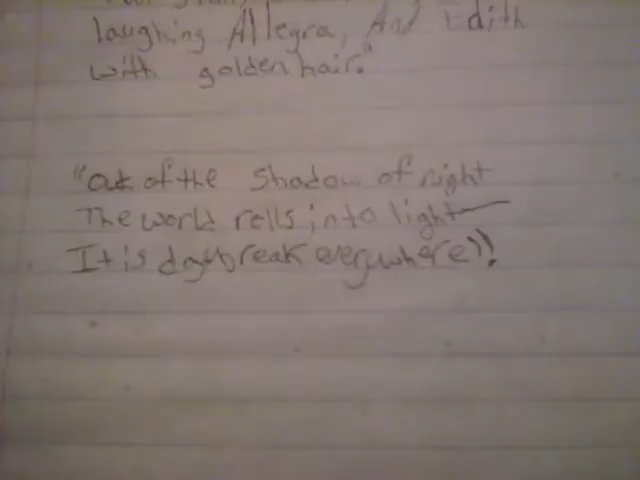 laughing Allegra, And Edith
with golden hair."
"out of the shadow of night
The world rolls into light—
It is daybreak everywhere"!